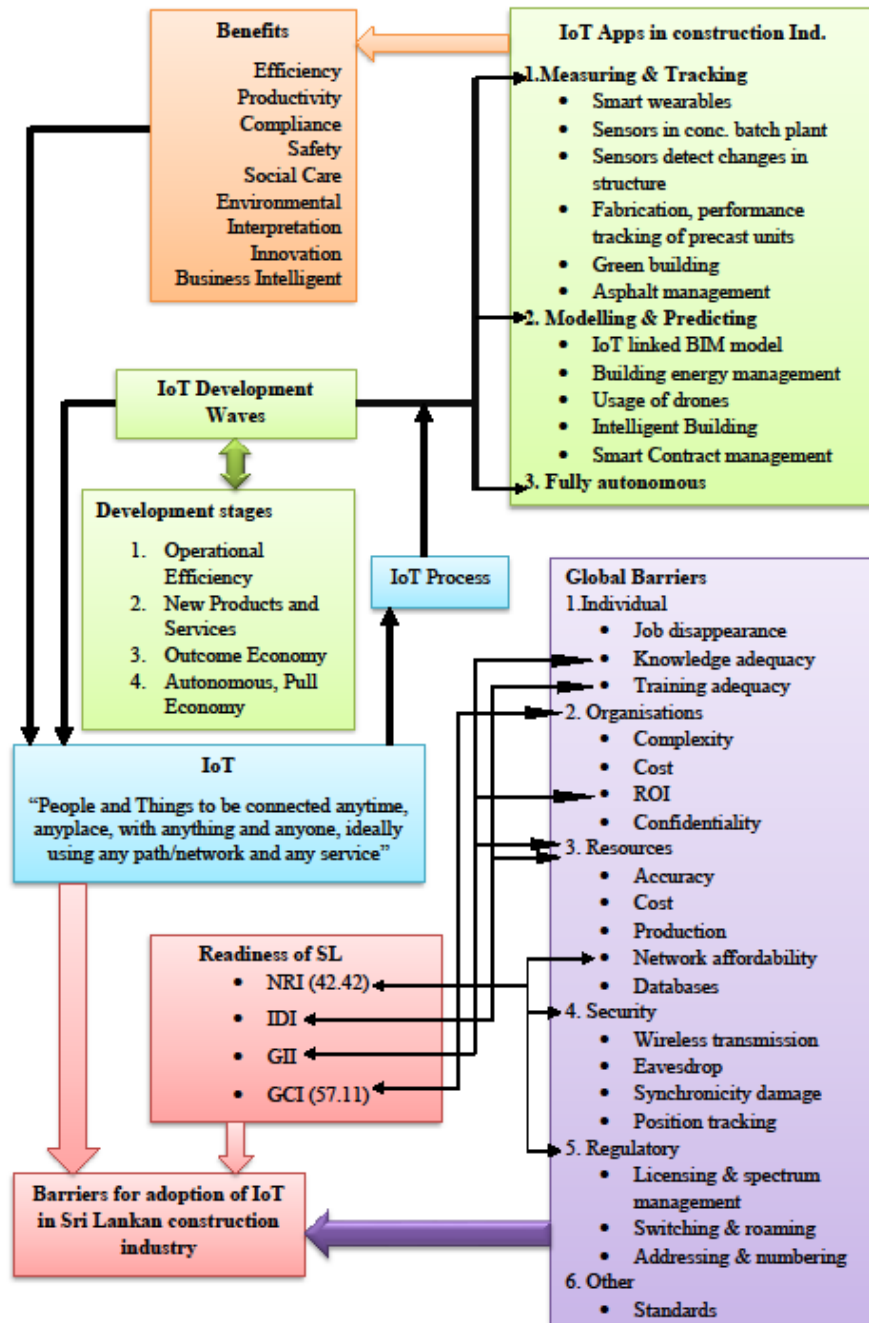 Benefits
Efficiency
Productivity
Compliance
Safety
Social Care
Environmental
Interpretation
Innovation
Business Intelligent
IoT Apps in construction Ind.
1.Measuring & Tracking
• Smart wearables
• Sensors in conc. batch plant
• Sensors detect changes in
structure
• Fabrication, performance
tracking of precast units
• Green building
• Asphalt management
2. Modelling & Predicting
• IoT linked BIM model
• Building energy management
• Usage of drones
• Intelligent Building
• Smart Contract management
3. Fully autonomous
IoT Development
Waves
Development stages
1. Operational
Efficiency
2. New Products and
Services
3. Outcome Economy
4. Autonomous, Pull
Economy
IoT Process
IoT
“People and Things to be connected anytime,
anyplace, with anything and anyone, ideally
using any path/network and any service”
Global Barriers
1.Individual
• Job disappearance
• Knowledge adequacy
• Training adequacy
2. Organisations
• Complexity
• Cost
• ROI
• Confidentiality
3. Resources
• Accuracy
• Cost
• Production
• Network affordability
• Databases
4. Security
• Wireless transmission
• Eavesdrop
• Synchronicity damage
• Position tracking
5. Regulatory
• Licensing & spectrum
management
• Switching & roaming
• Addressing & numbering
6. Other
• Standards
Readiness of SL
• NRI (42.42)
• IDI
• GII
• GCI (57.11)
Barriers for adoption of IoT
in Sri Lankan construction
industry